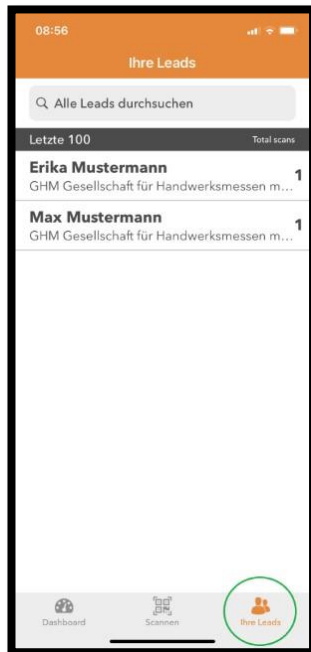 08:56
Ihre Leads
Alle Leads durchsuchen
Letzte 100 Total scans
Erika Mustermann 1
GHM Gesellschaft für Handwerksmessen m...
Max Mustermann 1
GHM Gesellschaft für Handwerksmessen m...
Dashboard Scannen Ihre Leads